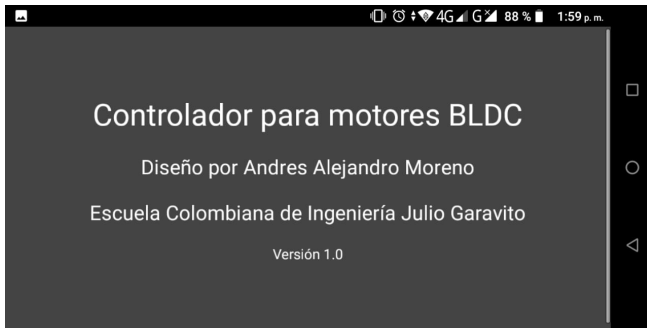 4G G 88 % 1:59 p. m.
Controlador para motores BLDC
Diseño por Andres Alejandro Moreno
Escuela Colombiana de Ingeniería Julio Garavito
Versión 1.0